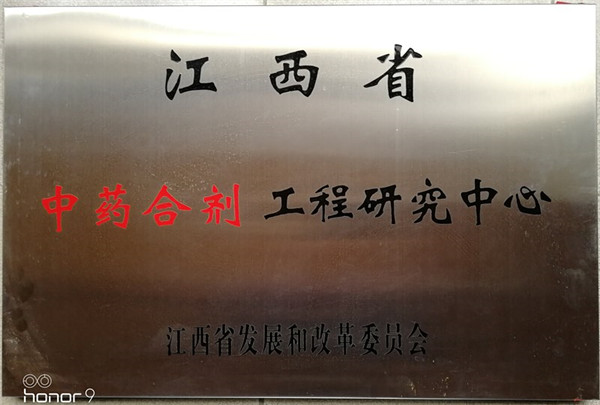 江西省
中药合剂 工程研究中心
江西省发展和改革委员会
honor 9